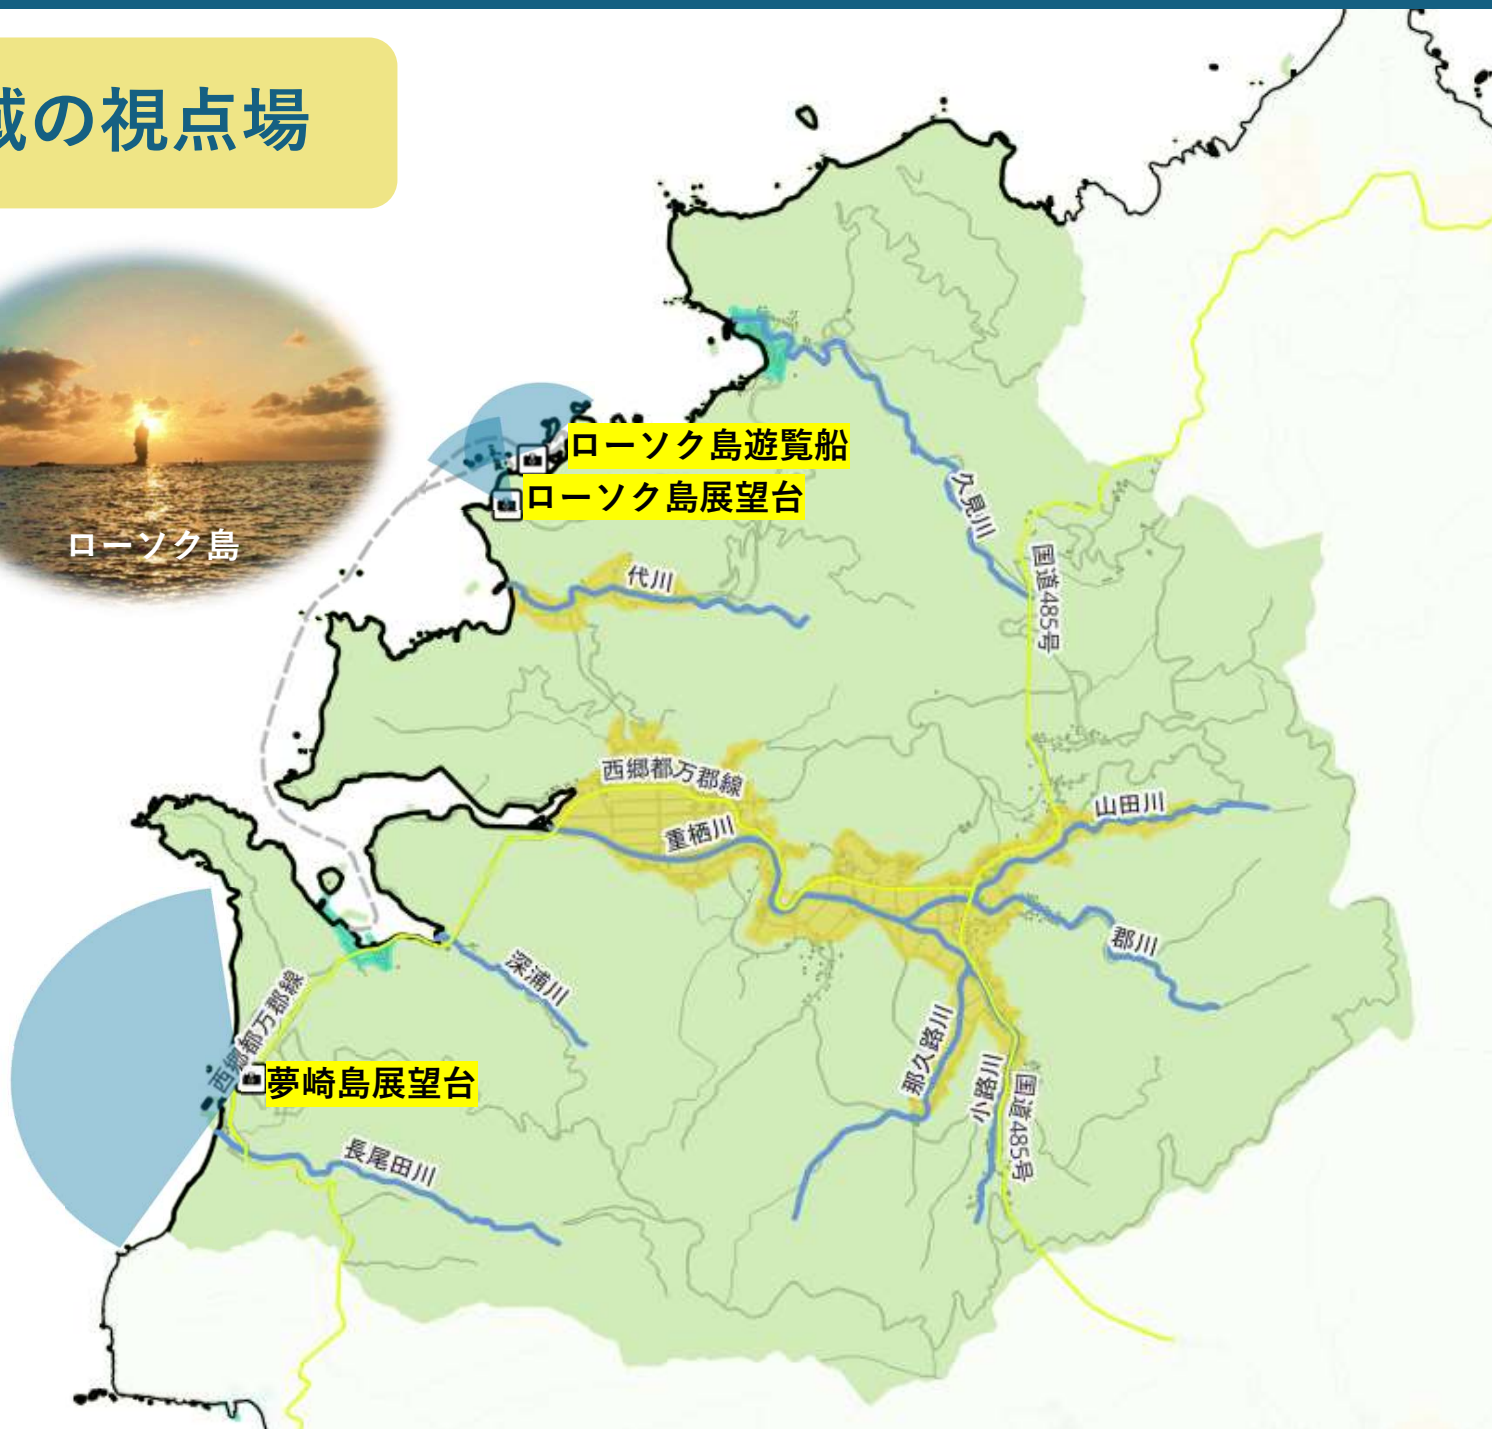 域の視点場
ローソク島
ローソク島遊覧船
ローソク島展望台
久見川
国道485号
代川
西郷都万郡線
重栖川
山田川
郡川
深浦川
西郷都万郡線
夢崎島展望台
那久路川
小路川
国道485号
長尾田川